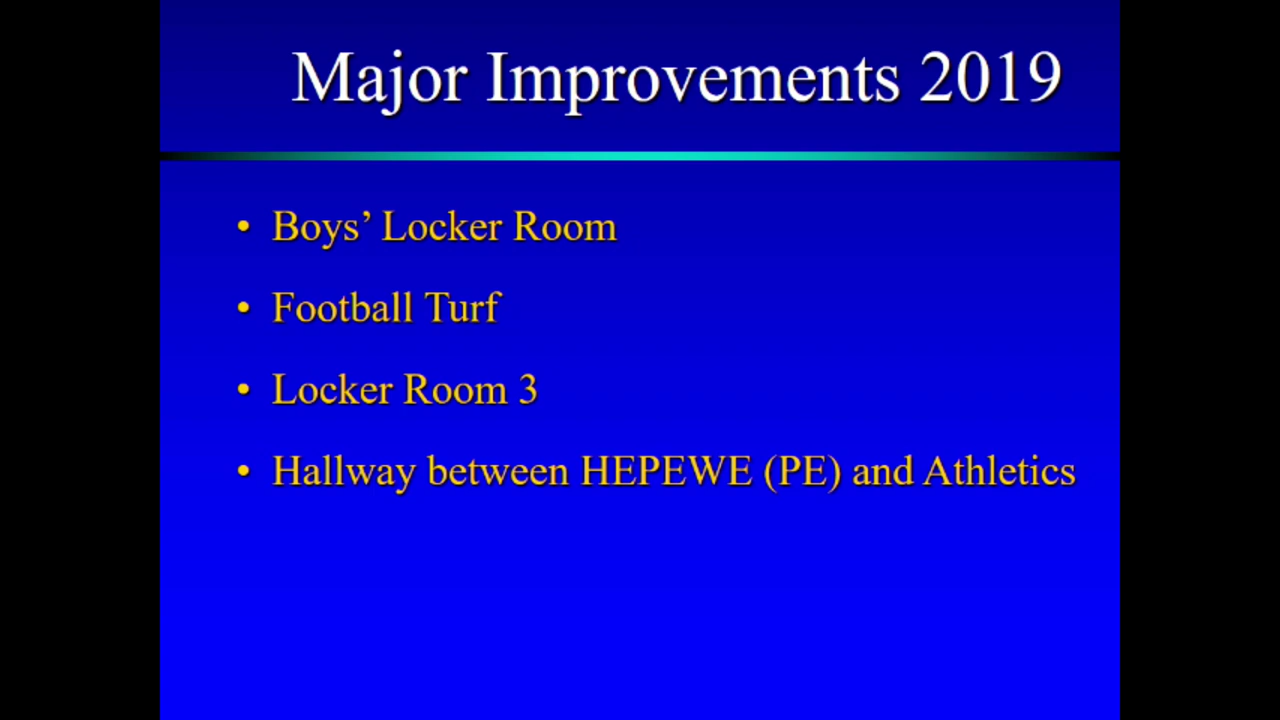 Major Improvements 2019
• Boys’ Locker Room
• Football Turf
• Locker Room 3
• Hallway between HEPEWE (PE) and Athletics